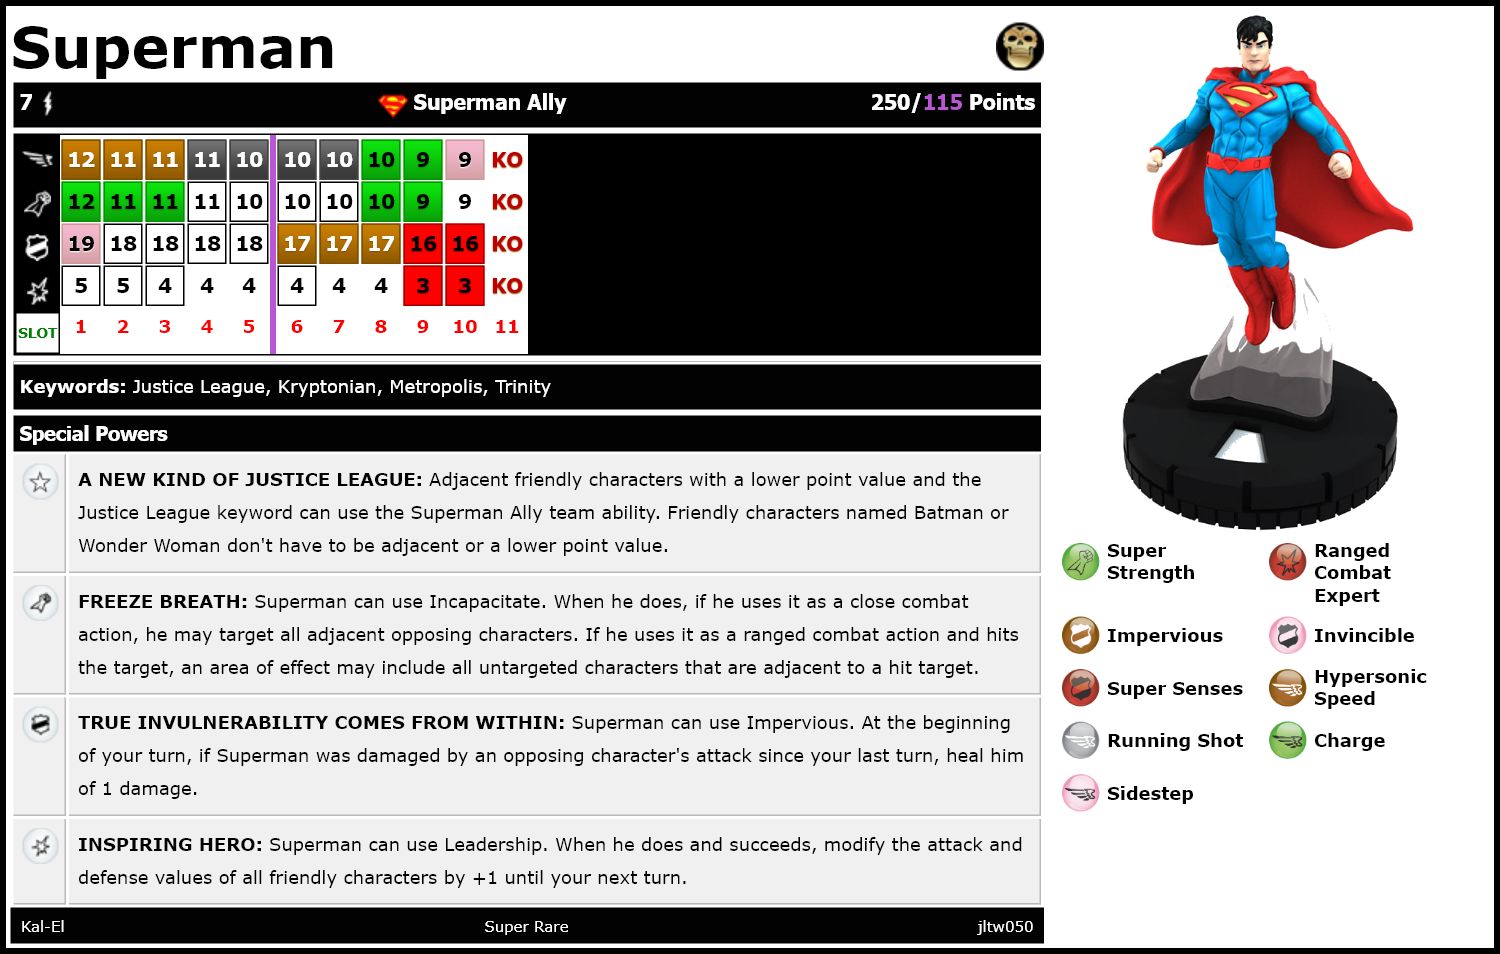 Superman
7 Superman Ally 250/115 Points
12 11 11 11 10 10 10 10 9 9 KO
12 11 11 11 10 10 10 10 9 9 KO
19 18 18 18 18 17 17 17 16 16 KO
5 5 4 4 4 4 4 4 3 3 KO
SLOT 1 2 3 4 5 6 7 8 9 10 11
Keywords: Justice League, Kryptonian, Metropolis, Trinity
Special Powers
A NEW KIND OF JUSTICE LEAGUE: Adjacent friendly characters with a lower point value and the
Justice League keyword can use the Superman Ally team ability. Friendly characters named Batman or
Wonder Woman don't have to be adjacent or a lower point value.
FREEZE BREATH: Superman can use Incapacitate. When he does, if he uses it as a close combat
action, he may target all adjacent opposing characters. If he uses it as a ranged combat action and hits
the target, an area of effect may include all untargeted characters that are adjacent to a hit target.
TRUE INVULNERABILITY COMES FROM WITHIN: Superman can use Impervious. At the beginning
of your turn, if Superman was damaged by an opposing character's attack since your last turn, heal him
of 1 damage.
INSPIRING HERO: Superman can use Leadership. When he does and succeeds, modify the attack and
defense values of all friendly characters by +1 until your next turn.
Kal-El Super Rare jltw050
Super
Strength
Ranged
Combat
Expert
Impervious
Invincible
Super Senses
Hypersonic
Speed
Running Shot
Charge
Sidestep